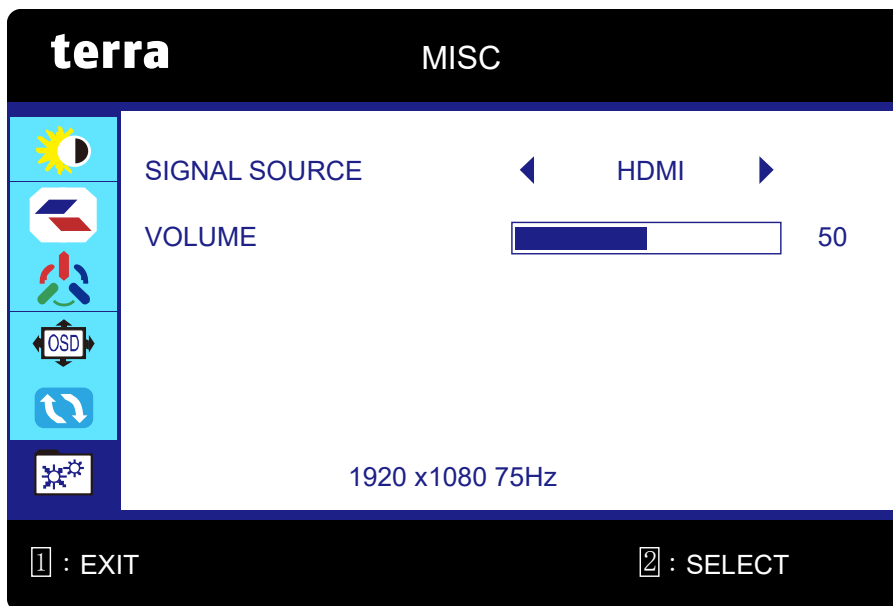 terra MISC
SIGNAL SOURCE HDMI
VOLUME 50
OSD
1920 x1080 75Hz
1 : EXIT 2 : SELECT